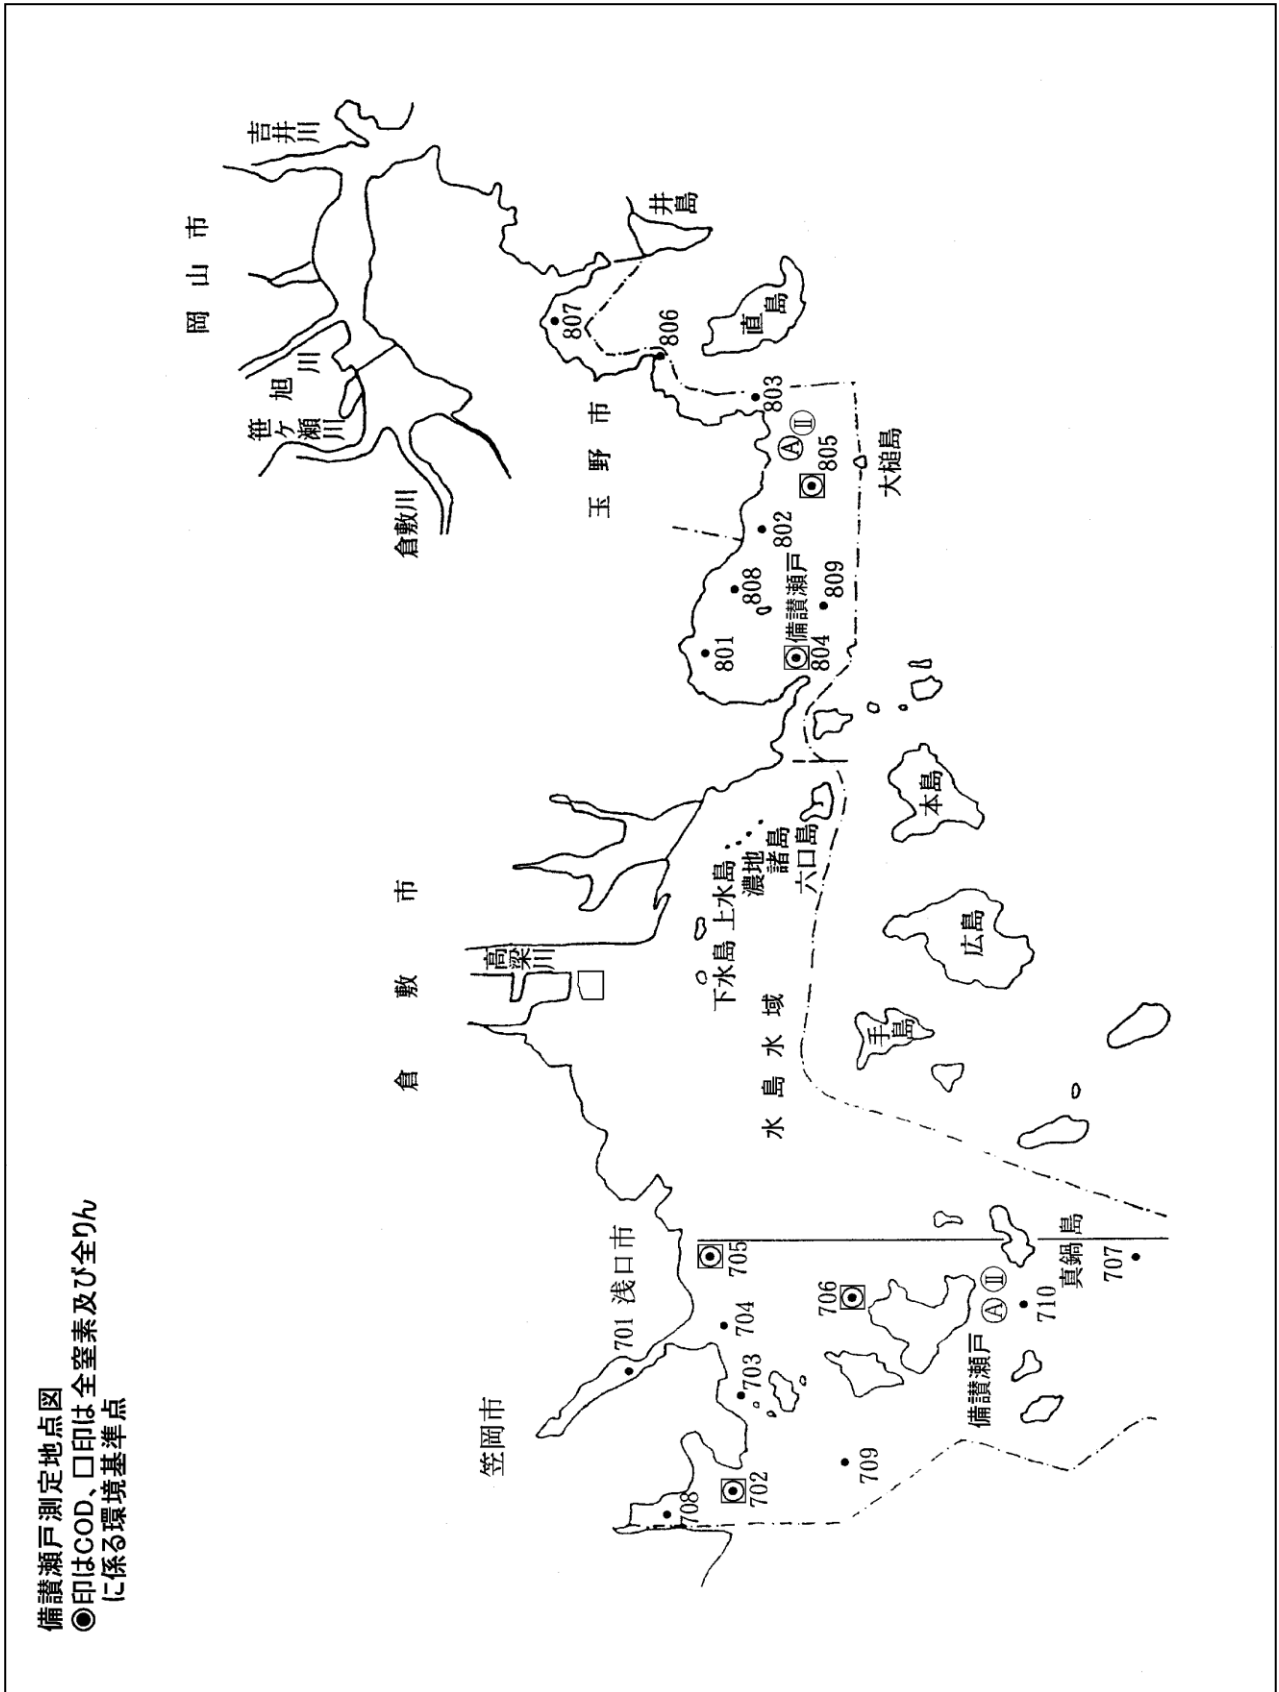 備讃瀬戸測定地点図
◉印はCOD、□印は全窒素及び全りん
に係る環境基準点
笠岡市
浅口市
倉敷市
玉野市
岡山市
高梁川
倉敷川
笹ヶ瀬川
旭川
吉井川
701
702
703
704
705
706
707
708
709
710
備讃瀬戸
Ⓐ Ⅱ
真鍋島
水島水域
下水島
上水島
濃地諸島
六口島
手島
広島
本島
801
808
802
804
備讃瀬戸
809
805
Ⓐ Ⅱ
803
806
807
大槌島
直島
井島